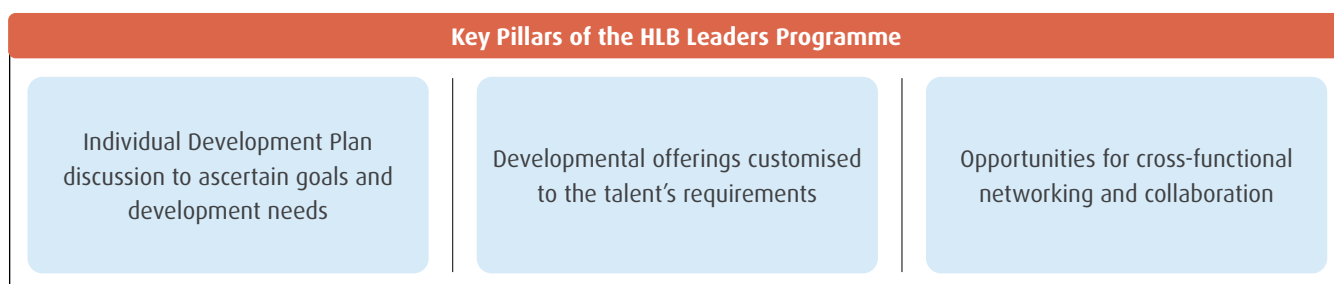 Key Pillars of the HLB Leaders Programme
Individual Development Plan
discussion to ascertain goals and
development needs
Developmental offerings customised
to the talent's requirements
Opportunities for cross-functional
networking and collaboration